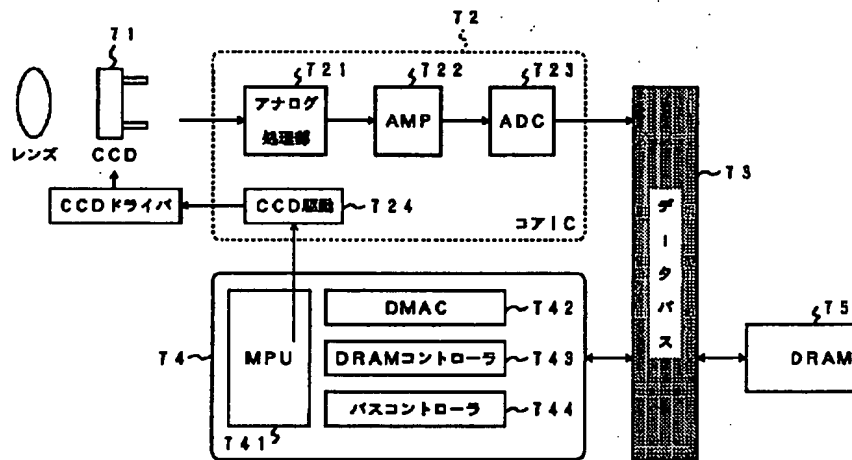 71
72
721
722
723
アナログ
処理部
AMP
ADC
レンズ
CCD
73
CCDドライバ
CCD駆動
724
コアIC
データバス
DMAC
742
75
74
MPU
DRAMコントローラ
743
DRAM
バスコントローラ
744
741